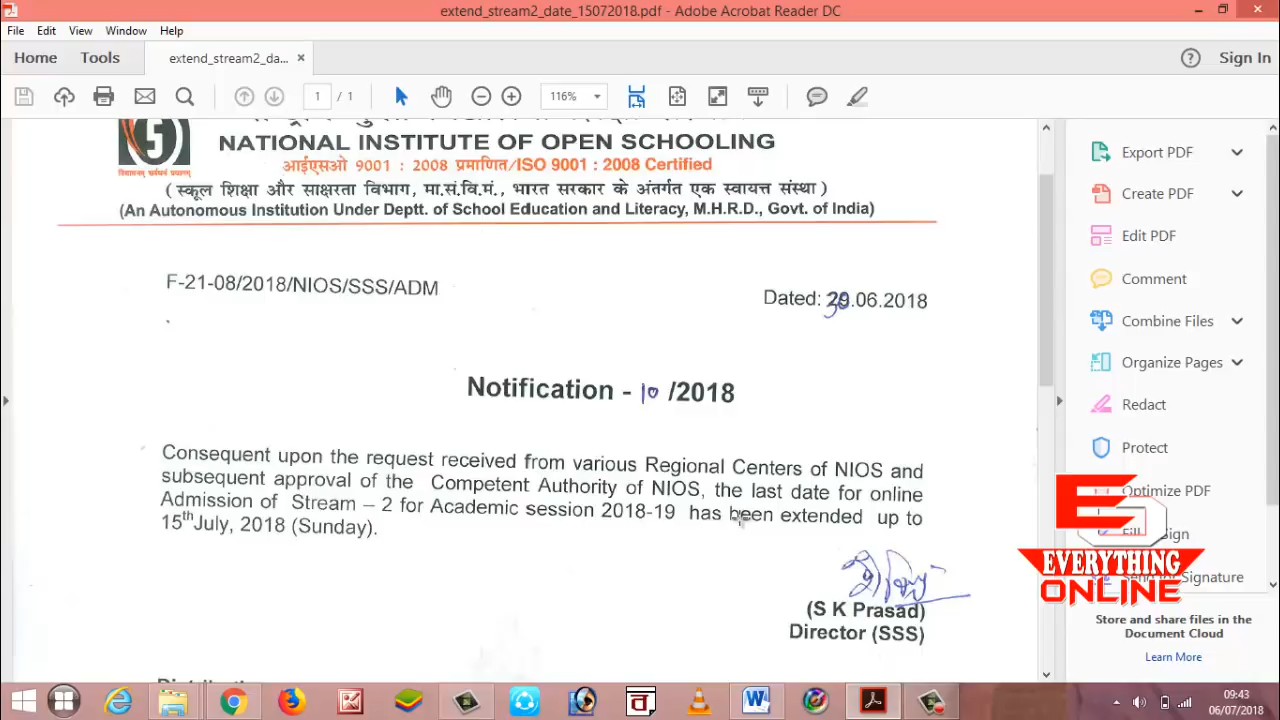 extend_stream2_date_15072018.pdf - Adobe Acrobat Reader DC
File Edit View Window Help
Home Tools extend_stream2_da... × Sign In
1 / 1 116%
NATIONAL INSTITUTE OF OPEN SCHOOLING
आईएसओ 9001 : 2008 प्रमाणित/ISO 9001 : 2008 Certified
( स्कूल शिक्षा और साक्षरता विभाग, मा.सं.वि.मं., भारत सरकार के अंतर्गत एक स्वायत्त संस्था )
(An Autonomous Institution Under Deptt. of School Education and Literacy, M.H.R.D., Govt. of India)
F-21-08/2018/NIOS/SSS/ADM
Dated: 30.06.2018
Notification - 10 /2018
Consequent upon the request received from various Regional Centers of NIOS and
subsequent approval of the Competent Authority of NIOS, the last date for online
Admission of Stream – 2 for Academic session 2018-19 has been extended up to
15th July, 2018 (Sunday).
(S K Prasad)
Director (SSS)
Export PDF
Create PDF
Edit PDF
Comment
Combine Files
Organize Pages
Redact
Protect
Optimize PDF
Sign
Signature
EVERYTHING
ONLINE
Store and share files in the
Document Cloud
Learn More
09:43
06/07/2018